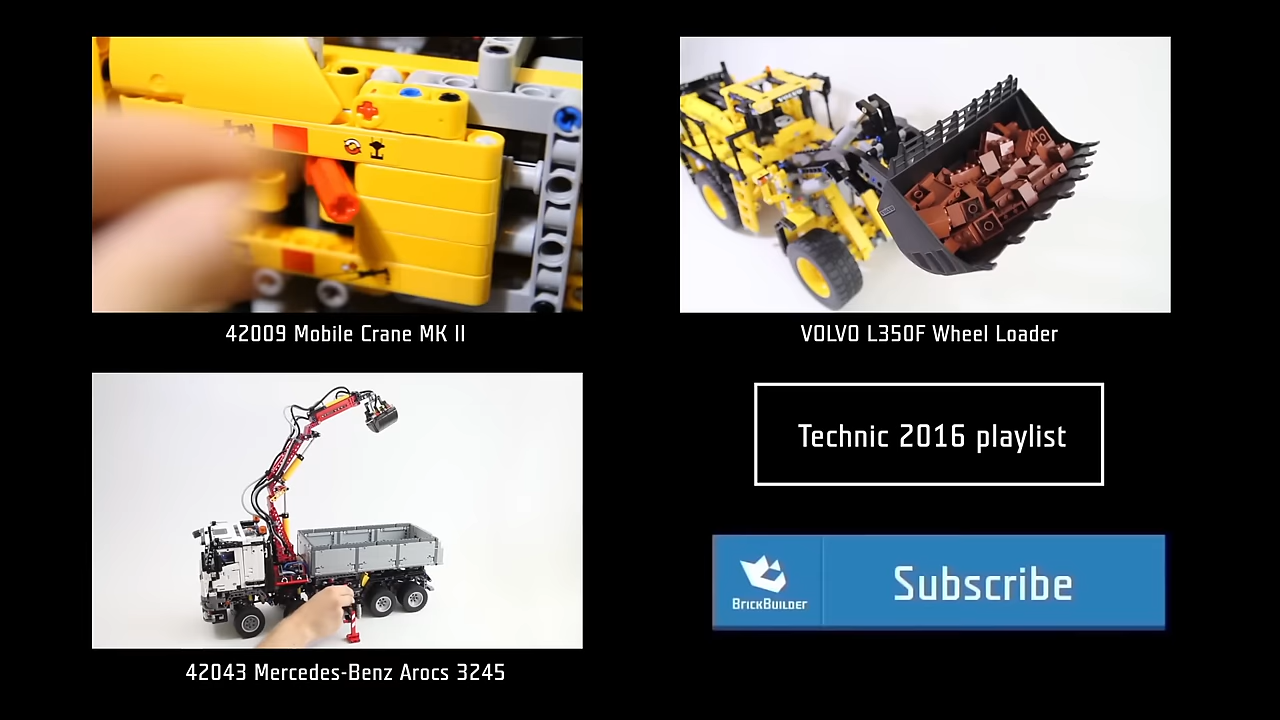 42009 Mobile Crane MK II
VOLVO L350F Wheel Loader
Technic 2016 playlist
42043 Mercedes-Benz Arocs 3245
BrickBuilder
Subscribe